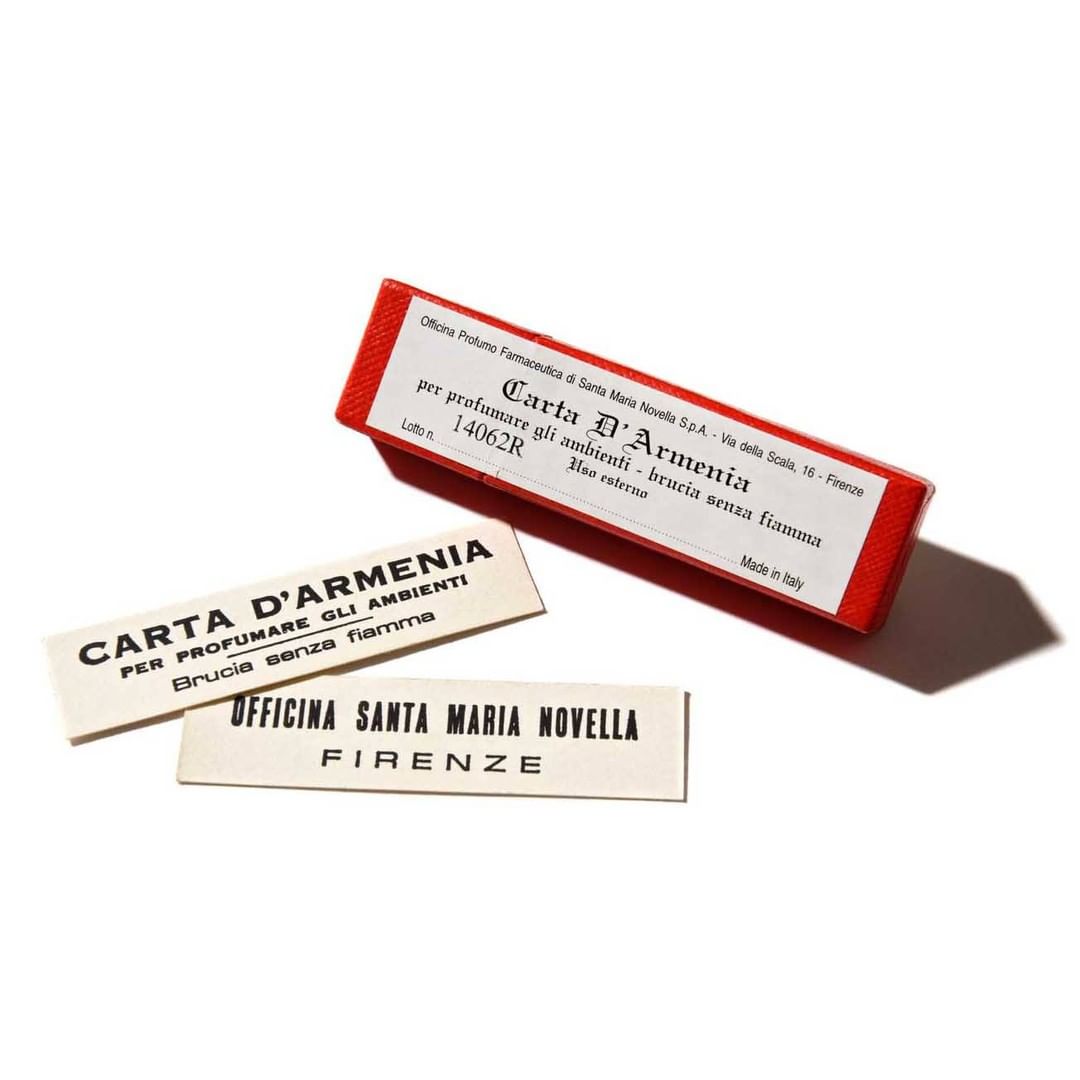 Officina Profumo Farmaceutica di Santa Maria Novella S.p.A. - Via della Scala, 16 - Firenze
Carta D'Armenia
per profumare gli ambienti - brucia senza fiamma
Lotto n. 14062R
Uso esterno
Made in Italy
CARTA D'ARMENIA
PER PROFUMARE GLI AMBIENTI
Brucia senza fiamma
OFFICINA SANTA MARIA NOVELLA
FIRENZE